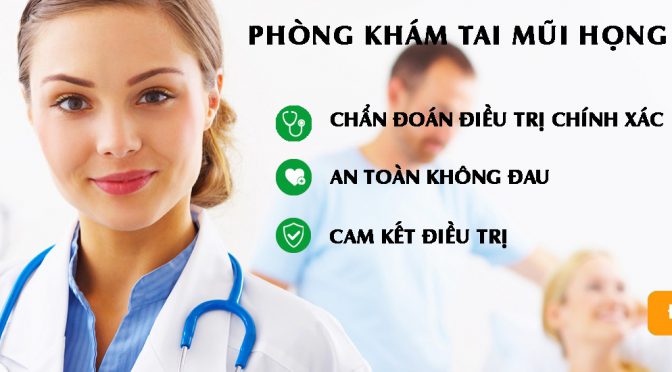 PHÒNG KHÁM TAI MŨI HỌNG
CHẨN ĐOÁN ĐIỀU TRỊ CHÍNH XÁC
AN TOÀN KHÔNG ĐAU
CAM KẾT ĐIỀU TRỊ